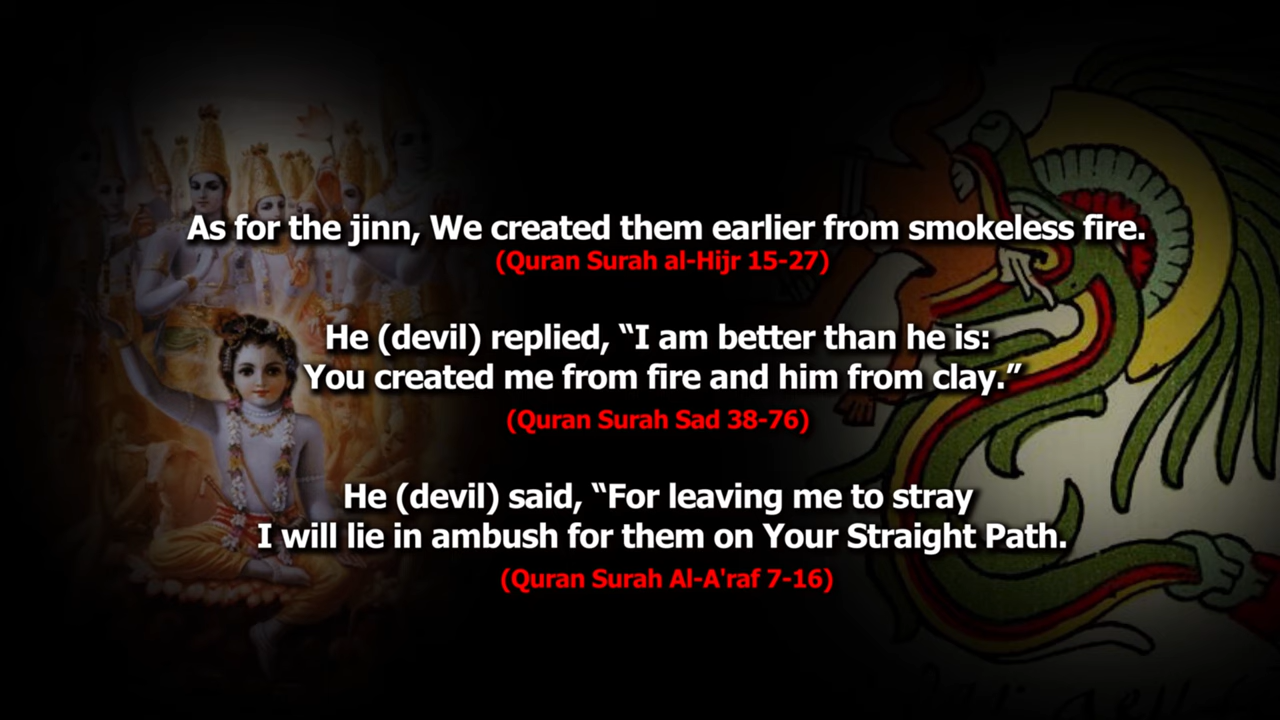 As for the jinn, We created them earlier from smokeless fire.
(Quran Surah al-Hijr 15-27)
He (devil) replied, “I am better than he is:
You created me from fire and him from clay.”
(Quran Surah Sad 38-76)
He (devil) said, “For leaving me to stray
I will lie in ambush for them on Your Straight Path.
(Quran Surah Al-A'raf 7-16)